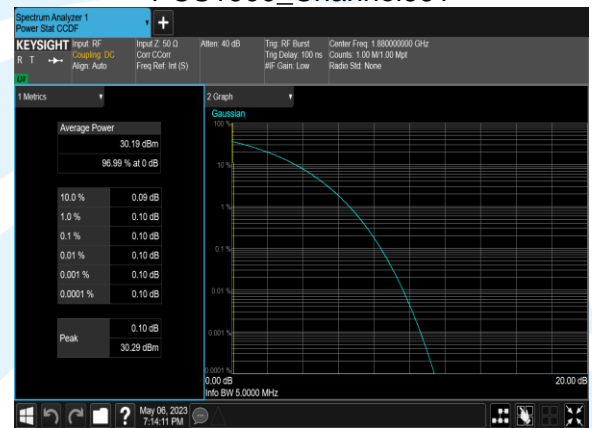 Spectrum Analyzer 1
Power Stat CCDF
KEYSIGHT
R T
LXI
Input: RF
Coupling: DC
Align: Auto
Input Z: 50 Ω
Corr CCorr
Freq Ref: Int (S)
Atten: 40 dB
Trig: RF Burst
Trig Delay: 100 ns
#IF Gain: Low
Center Freq: 1.880000000 GHz
Counts: 1.00 M/1.00 Mpt
Radio Std: None
1 Metrics
Average Power
30.19 dBm
96.99 % at 0 dB
10.0 % 0.09 dB
1.0 % 0.10 dB
0.1 % 0.10 dB
0.01 % 0.10 dB
0.001 % 0.10 dB
0.0001 % 0.10 dB
Peak
0.10 dB
30.29 dBm
2 Graph
Gaussian
100 %
10 %
1 %
0.1 %
0.01 %
0.001 %
0.0001 %
0.00 dB 20.00 dB
Info BW 5.0000 MHz
May 06, 2023
7:14:11 PM